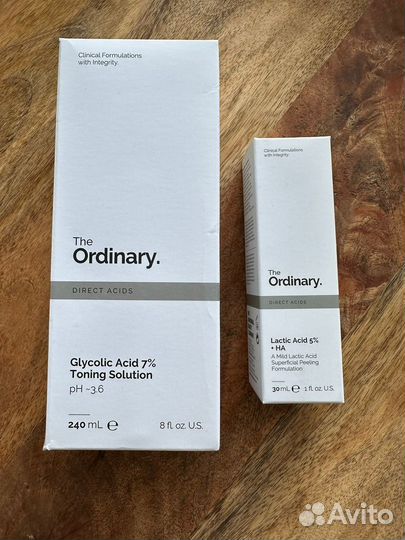 Clinical Formulations
with Integrity.
The
Ordinary.
DIRECT ACIDS
Glycolic Acid 7%
Toning Solution
pH ~3.6
240 mL ℮ 8 fl. oz. U.S.
Clinical Formulations
with Integrity.
The
Ordinary.
DIRECT ACIDS
Lactic Acid 5%
+ HA
A Mild Lactic Acid
Superficial Peeling
Formulation
30 mL ℮ 1 fl. oz. U.S.
Avito